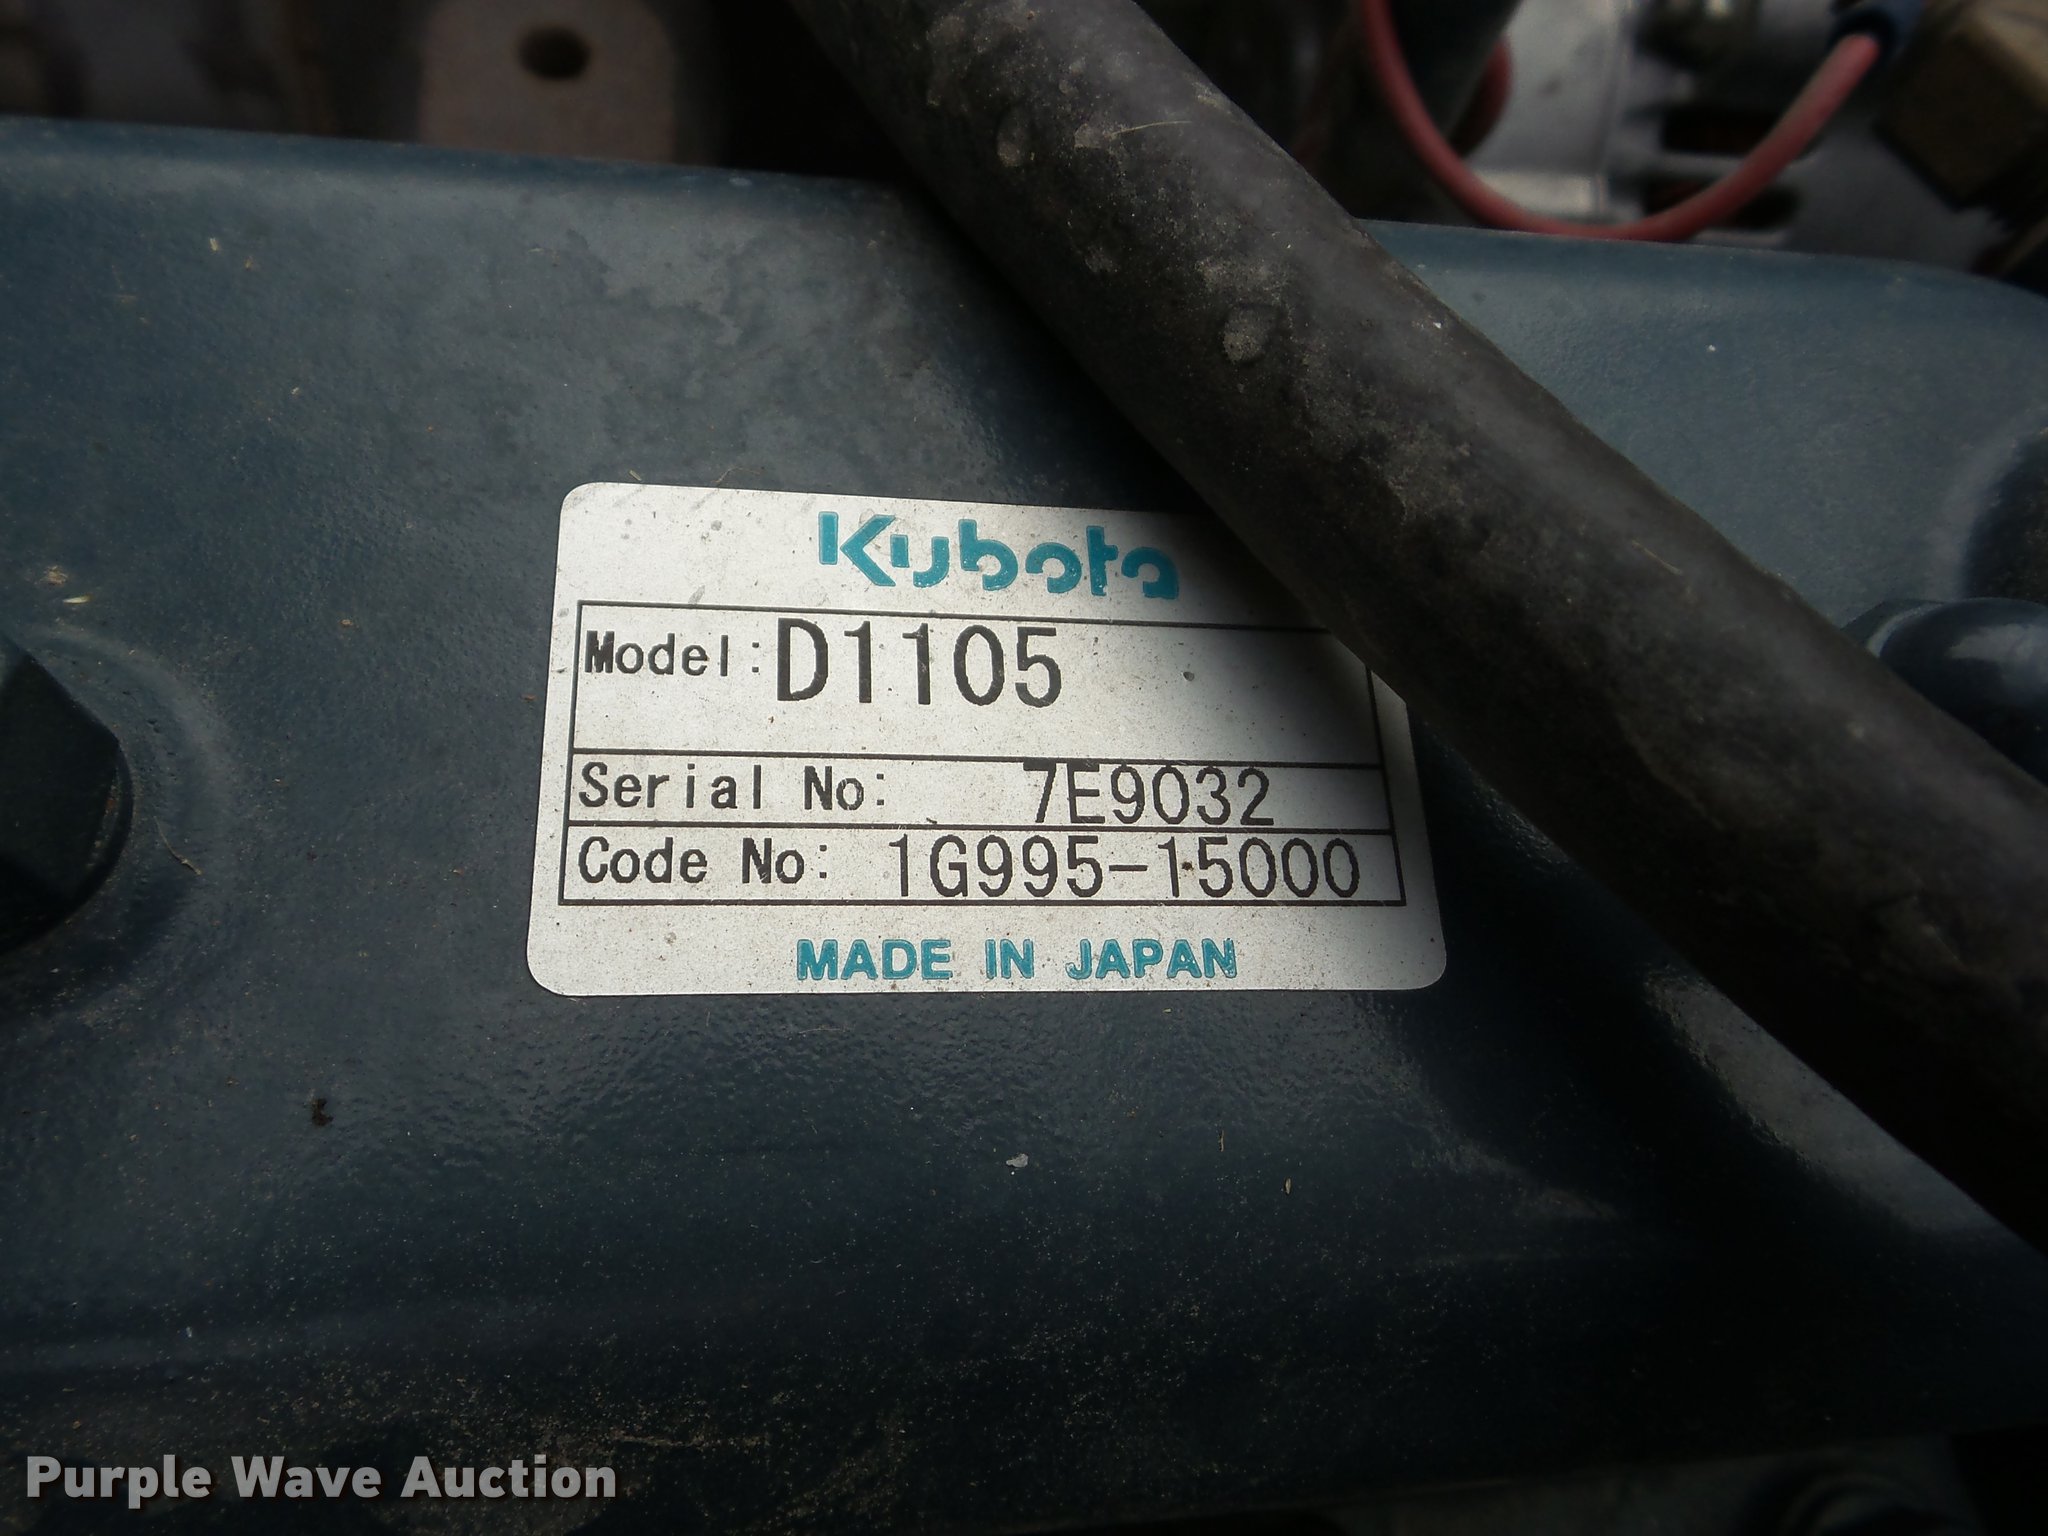 Kubota
Model: D1105
Serial No: 7E9032
Code No: 1G995-15000
MADE IN JAPAN
Purple Wave Auction